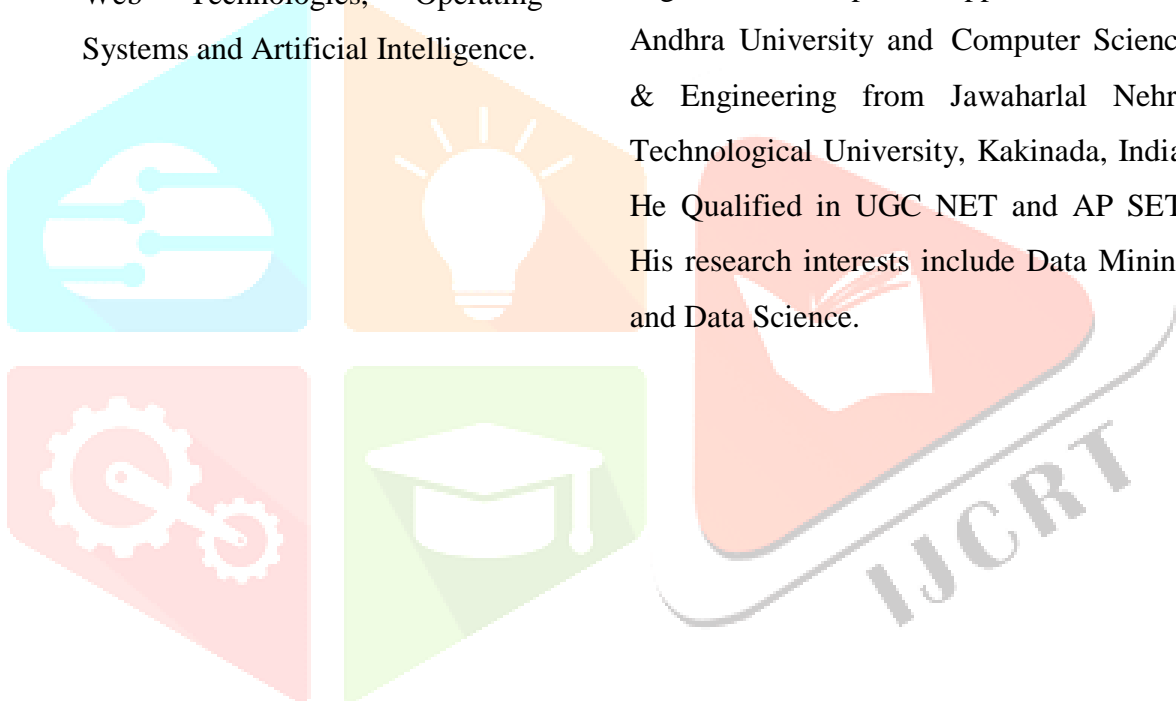 Systems and Artificial Intelligence.
Andhra University and Computer Scienc
& Engineering from Jawaharlal Nehr
Technological University, Kakinada, India
He Qualified in UGC NET and AP SET
His research interests include Data Minin
and Data Science.
IJCRT